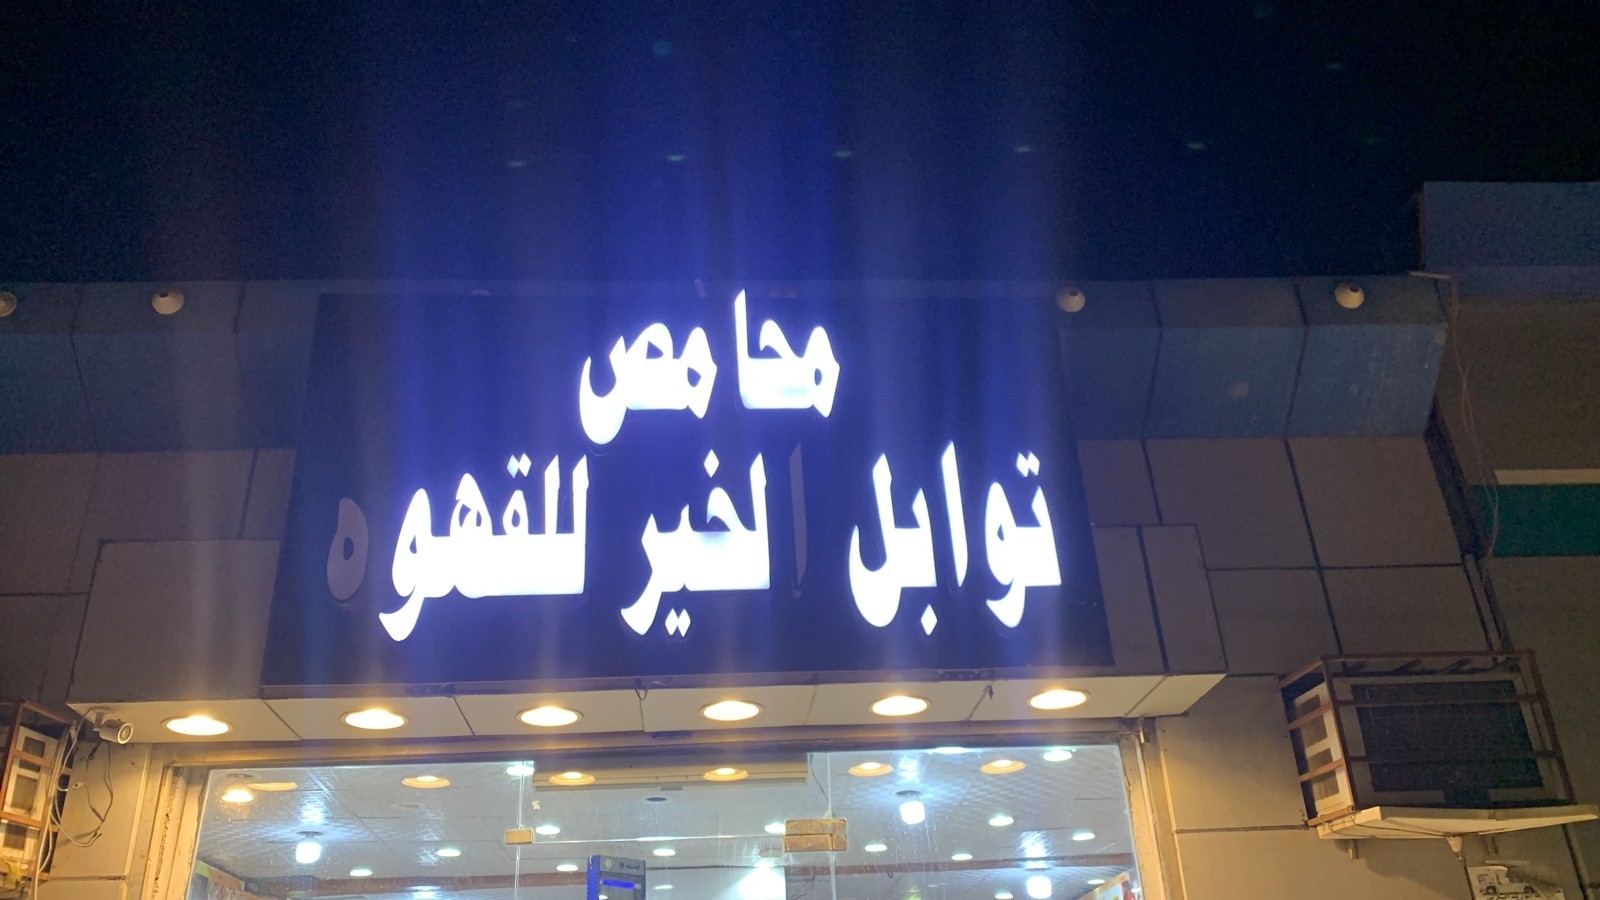 محامص
توابل الخير للقهوه